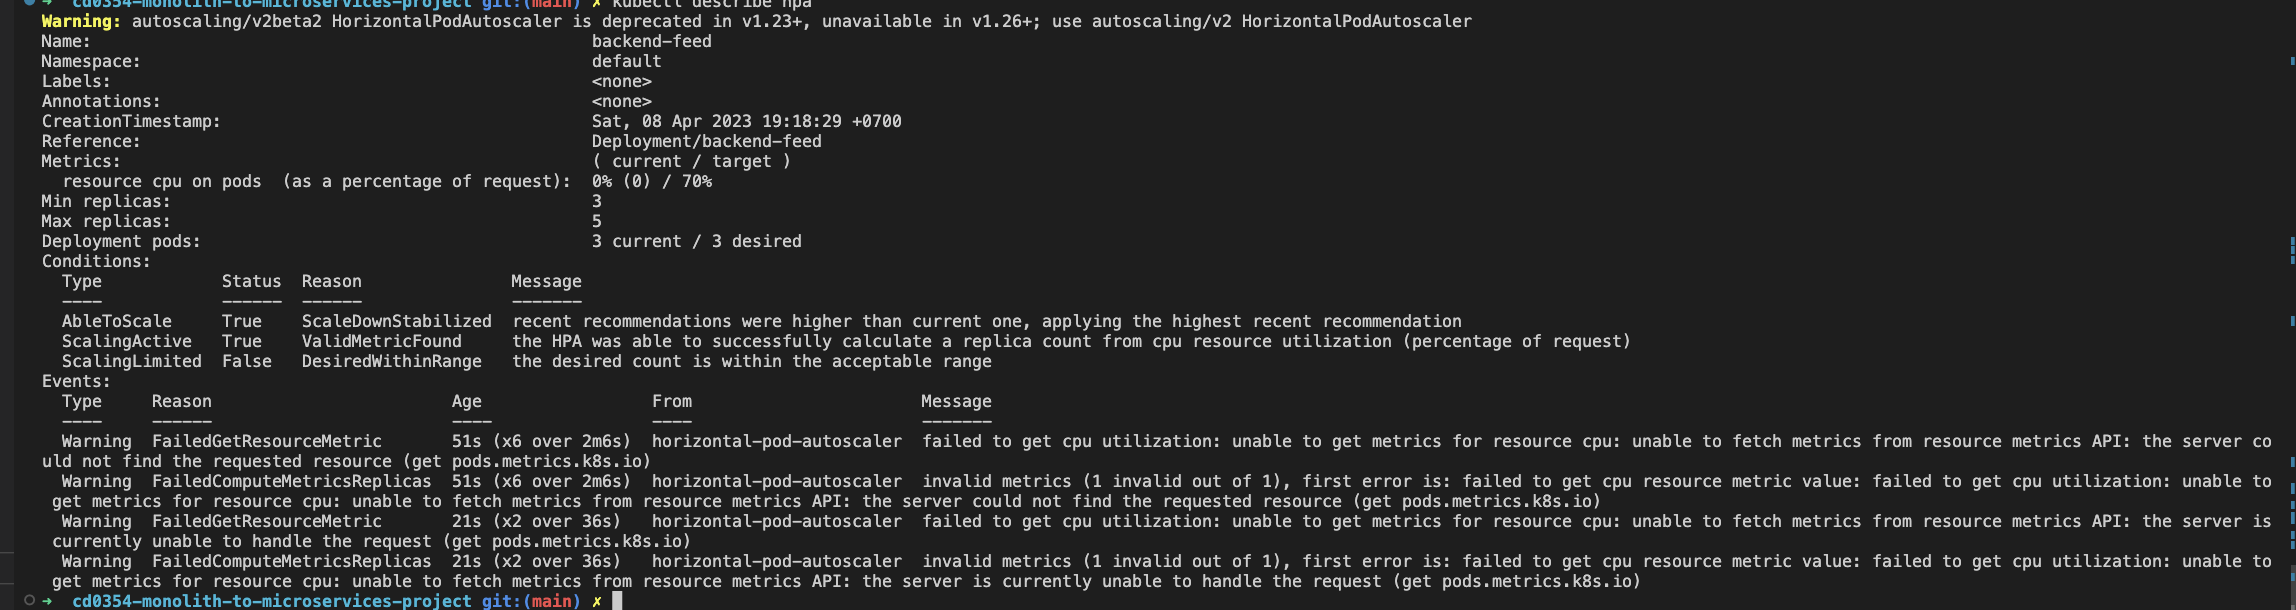 ➜  cd0354-monolith-to-microservices-project git:(main) ✗ kubectl describe hpa
Warning: autoscaling/v2beta2 HorizontalPodAutoscaler is deprecated in v1.23+, unavailable in v1.26+; use autoscaling/v2 HorizontalPodAutoscaler
Name:                                                  backend-feed
Namespace:                                             default
Labels:                                                <none>
Annotations:                                           <none>
CreationTimestamp:                                     Sat, 08 Apr 2023 19:18:29 +0700
Reference:                                             Deployment/backend-feed
Metrics:                                               ( current / target )
  resource cpu on pods  (as a percentage of request):  0% (0) / 70%
Min replicas:                                          3
Max replicas:                                          5
Deployment pods:                                       3 current / 3 desired
Conditions:
  Type            Status  Reason               Message
  ----            ------  ------               -------
  AbleToScale     True    ScaleDownStabilized  recent recommendations were higher than current one, applying the highest recent recommendation
  ScalingActive   True    ValidMetricFound     the HPA was able to successfully calculate a replica count from cpu resource utilization (percentage of request)
  ScalingLimited  False   DesiredWithinRange   the desired count is within the acceptable range
Events:
  Type     Reason                        Age                 From                       Message
  ----     ------                        ----                ----                       -------
  Warning  FailedGetResourceMetric       51s (x6 over 2m6s)  horizontal-pod-autoscaler  failed to get cpu utilization: unable to get metrics for resource cpu: unable to fetch metrics from resource metrics API: the server co
uld not find the requested resource (get pods.metrics.k8s.io)
  Warning  FailedComputeMetricsReplicas  51s (x6 over 2m6s)  horizontal-pod-autoscaler  invalid metrics (1 invalid out of 1), first error is: failed to get cpu resource metric value: failed to get cpu utilization: unable to
 get metrics for resource cpu: unable to fetch metrics from resource metrics API: the server could not find the requested resource (get pods.metrics.k8s.io)
  Warning  FailedGetResourceMetric       21s (x2 over 36s)   horizontal-pod-autoscaler  failed to get cpu utilization: unable to get metrics for resource cpu: unable to fetch metrics from resource metrics API: the server is
 currently unable to handle the request (get pods.metrics.k8s.io)
  Warning  FailedComputeMetricsReplicas  21s (x2 over 36s)   horizontal-pod-autoscaler  invalid metrics (1 invalid out of 1), first error is: failed to get cpu resource metric value: failed to get cpu utilization: unable to
 get metrics for resource cpu: unable to fetch metrics from resource metrics API: the server is currently unable to handle the request (get pods.metrics.k8s.io)
➜  cd0354-monolith-to-microservices-project git:(main) ✗